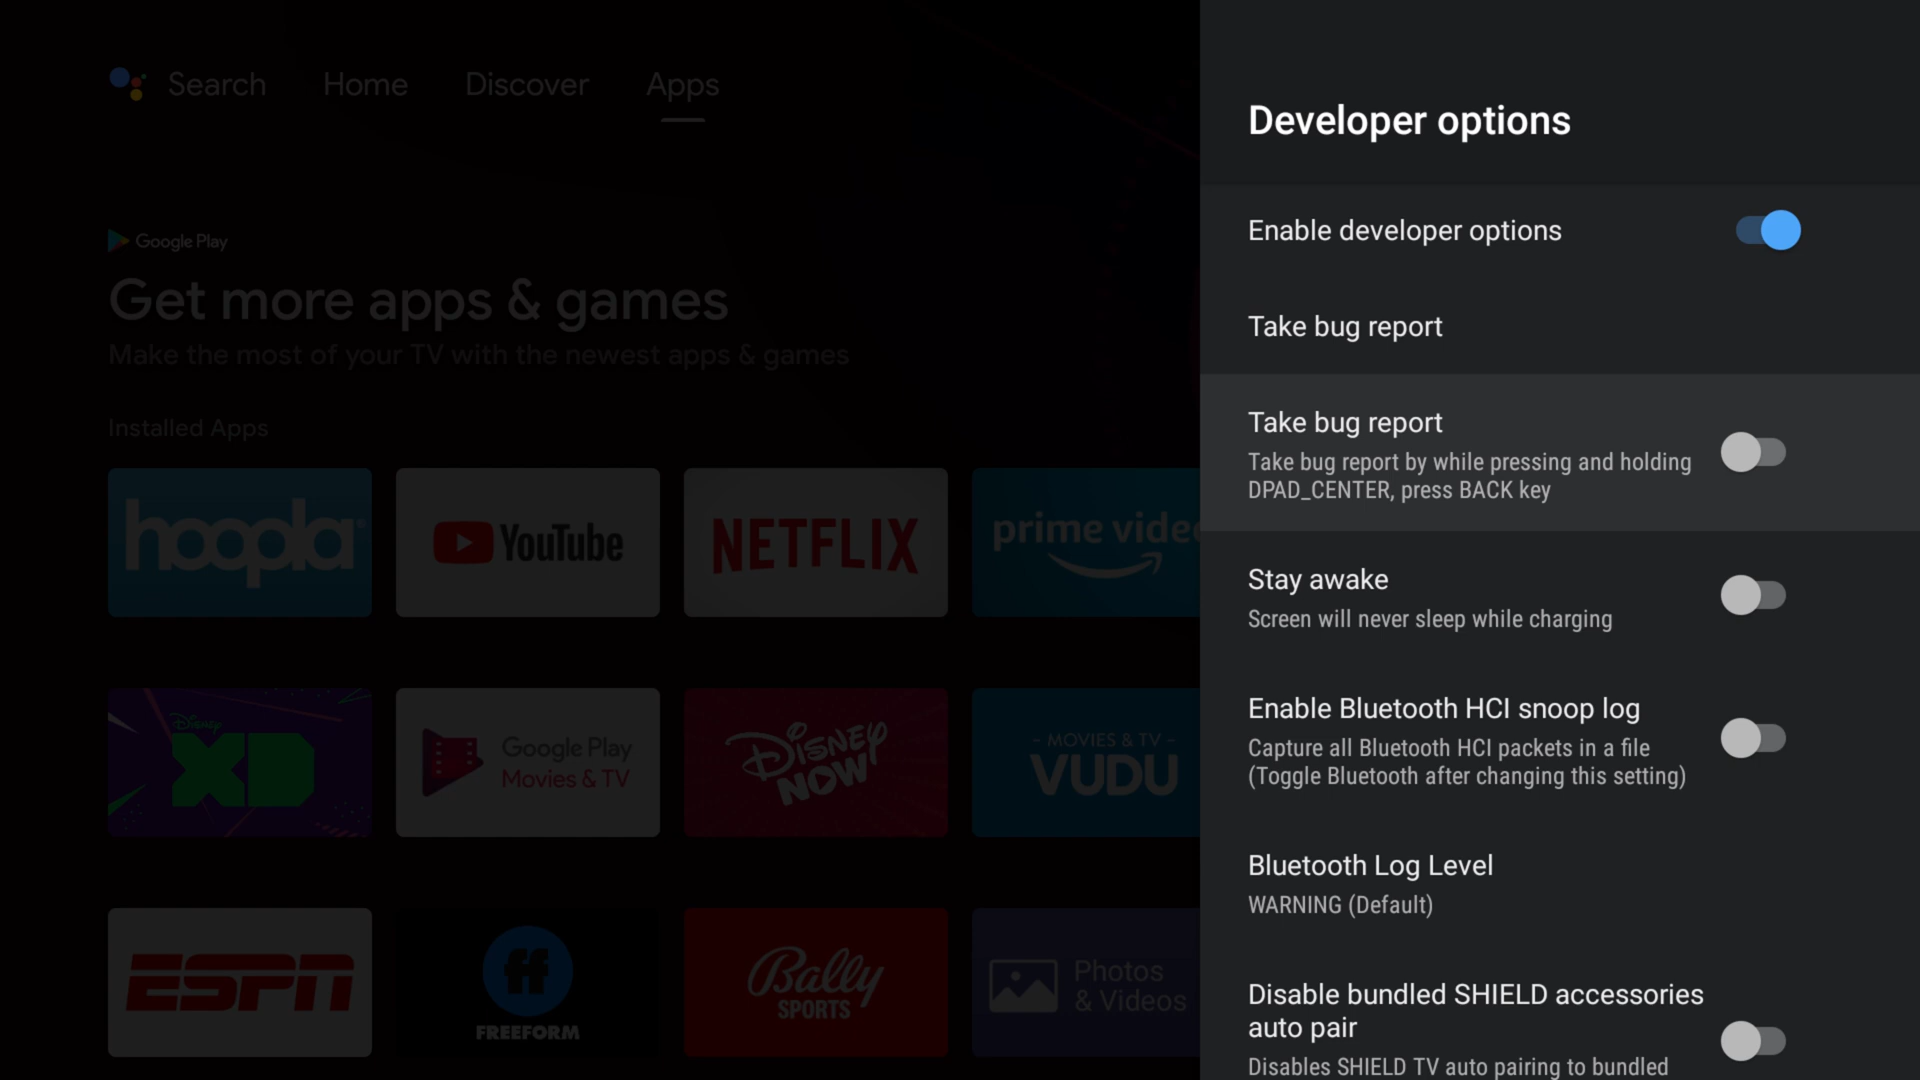 Search Home Discover Apps
Google Play
Get more apps & games
Make the most of your TV with the newest apps & games
Installed Apps
hoopla
YouTube
NETFLIX
prime video
Disney
XD
Google Play
Movies & TV
Disney
NOW
- MOVIES & TV -
VUDU
ESPN
ff
FREEFORM
Bally
SPORTS
Photos
& Videos
Developer options
Enable developer options
Take bug report
Take bug report
Take bug report by while pressing and holding
DPAD_CENTER, press BACK key
Stay awake
Screen will never sleep while charging
Enable Bluetooth HCI snoop log
Capture all Bluetooth HCI packets in a file
(Toggle Bluetooth after changing this setting)
Bluetooth Log Level
WARNING (Default)
Disable bundled SHIELD accessories
auto pair
Disables SHIELD TV auto pairing to bundled